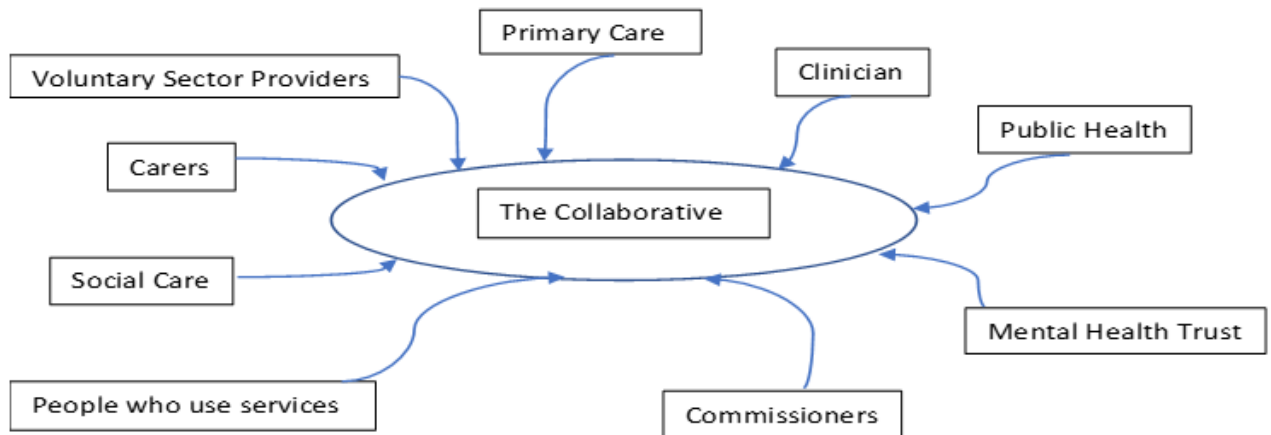 Primary Care
Voluntary Sector Providers
Clinician
Public Health
Carers
The Collaborative
Social Care
Mental Health Trust
People who use services
Commissioners